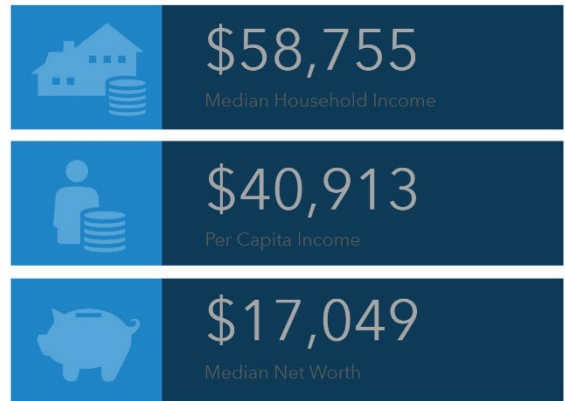 $58,755
Median Household Income
$40,913
Per Capita Income
$17,049
Median Net Worth